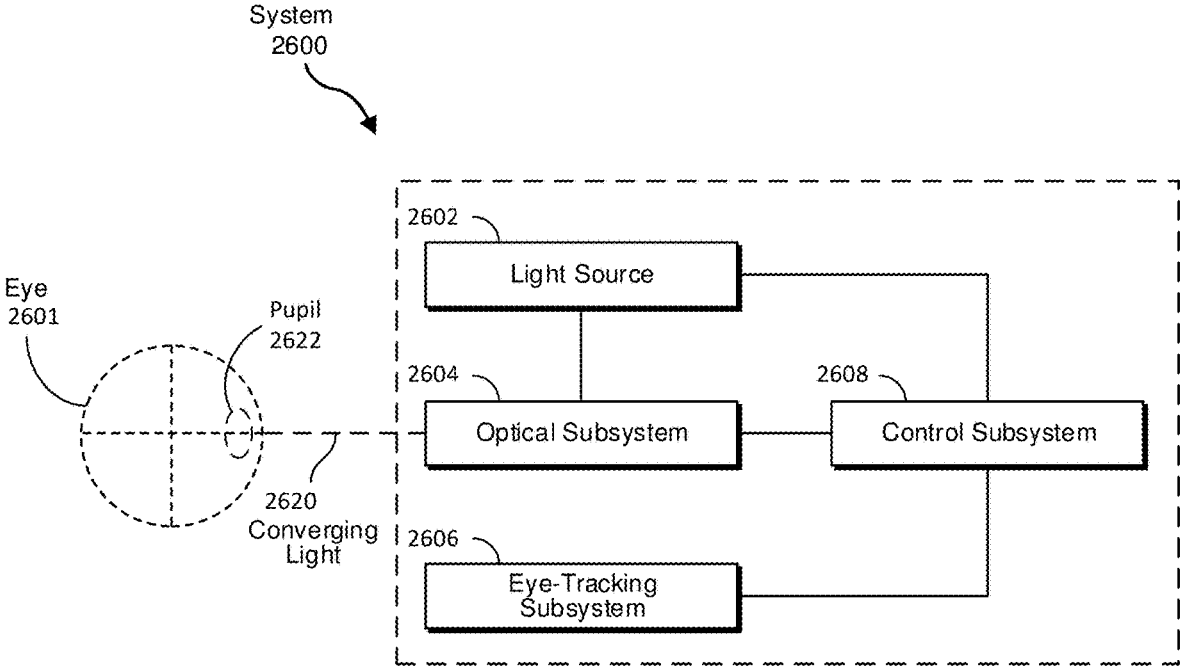 System
2600
2602
Light Source
Eye
2601
Pupil
2622
2604
Optical Subsystem
2608
Control Subsystem
2620
Converging
Light
2606
Eye-Tracking
Subsystem